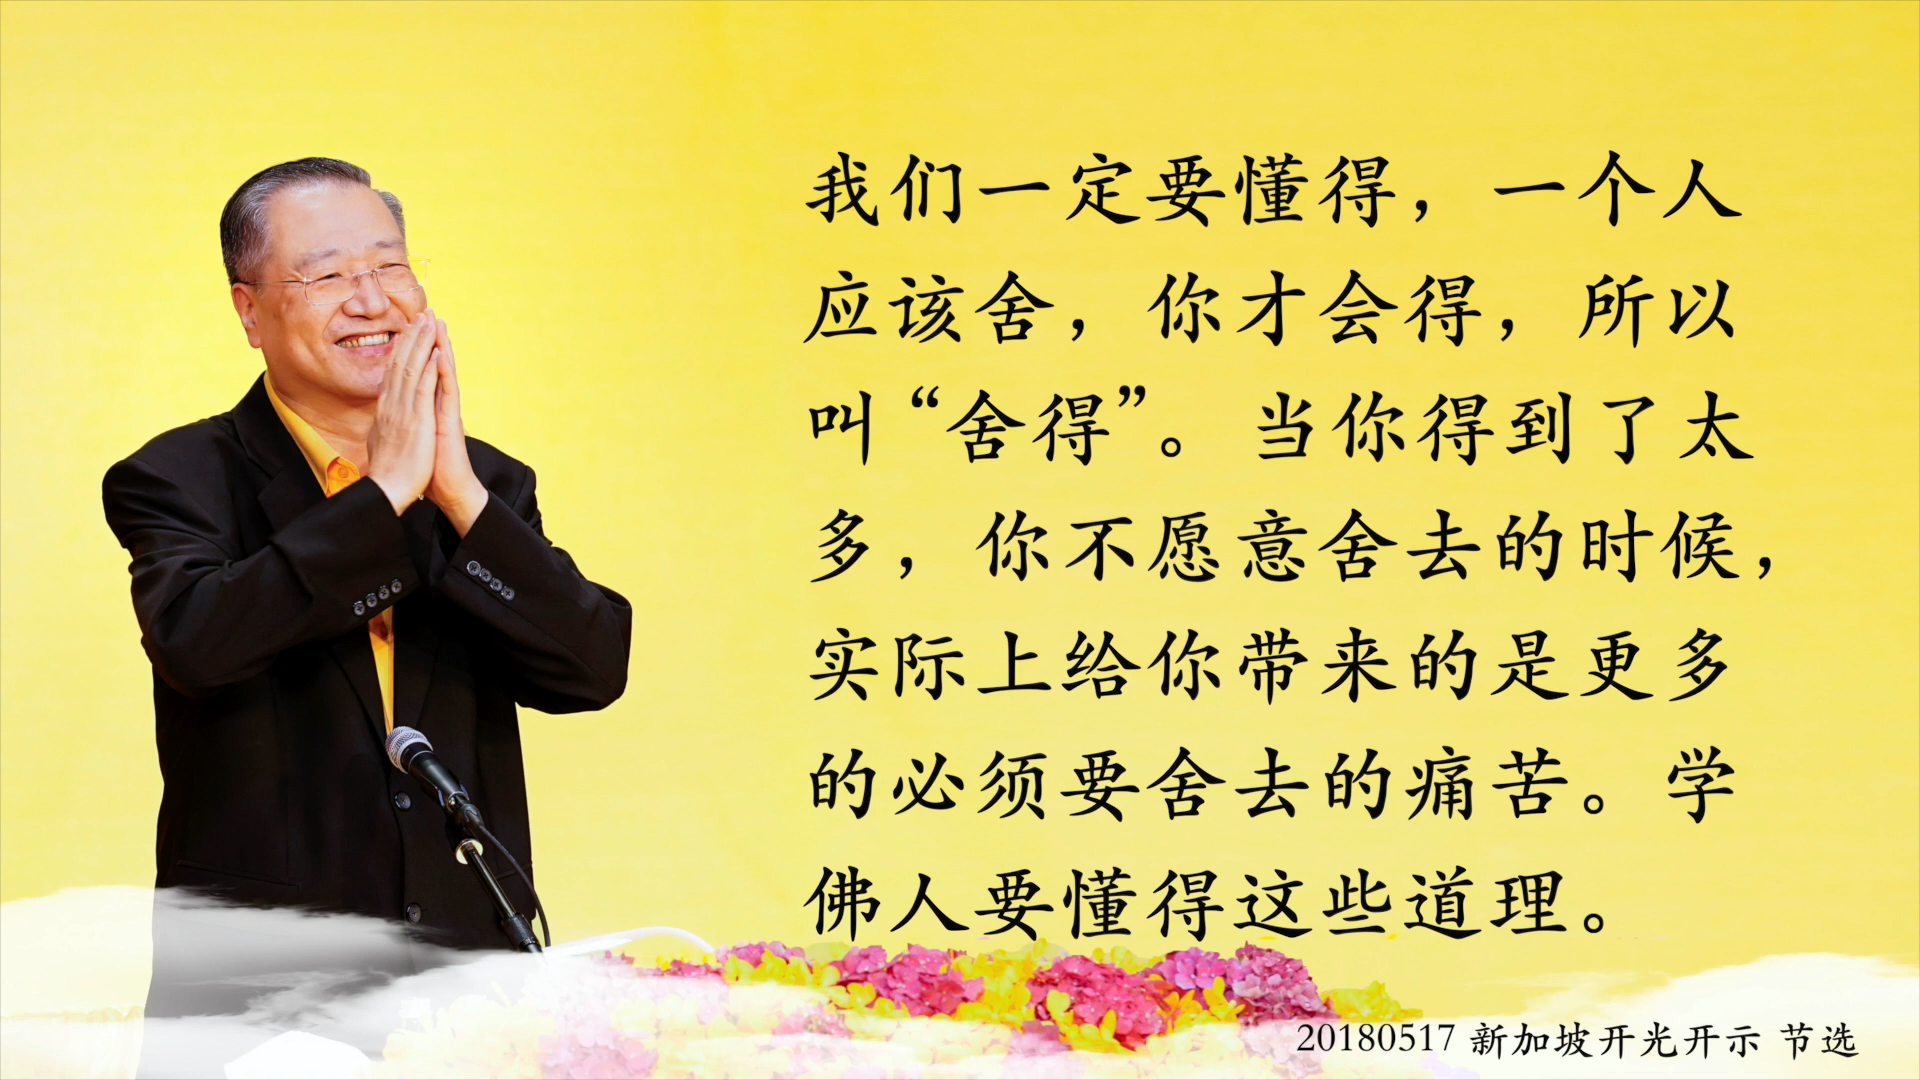 我们一定要懂得，一个人
应该舍，你才会得，所以
叫“舍得”。当你得到了太
多，你不愿意舍去的时候，
实际上给你带来的是更多
的必须要舍去的痛苦。学
佛人要懂得这些道理。
20180517 新加坡开光开示 节选